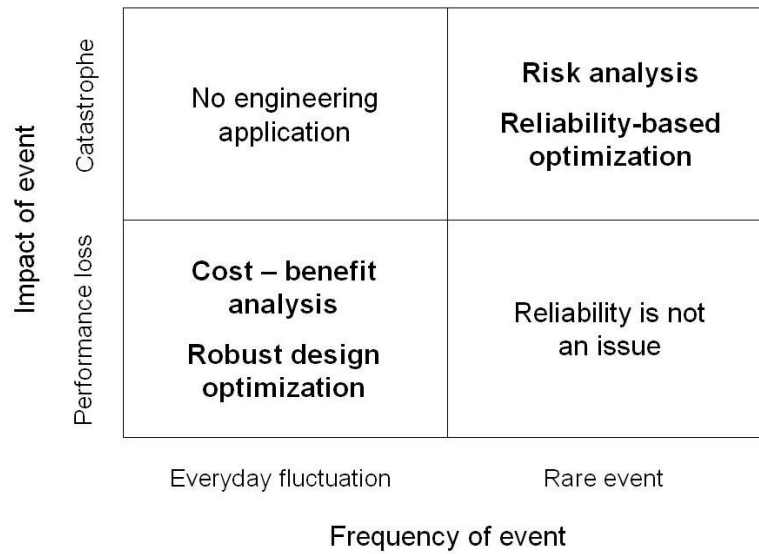 Impact of event
Catastrophe
Performance loss
No engineering
application
Risk analysis
Reliability-based
optimization
Cost – benefit
analysis
Robust design
optimization
Reliability is not
an issue
Everyday fluctuation
Rare event
Frequency of event